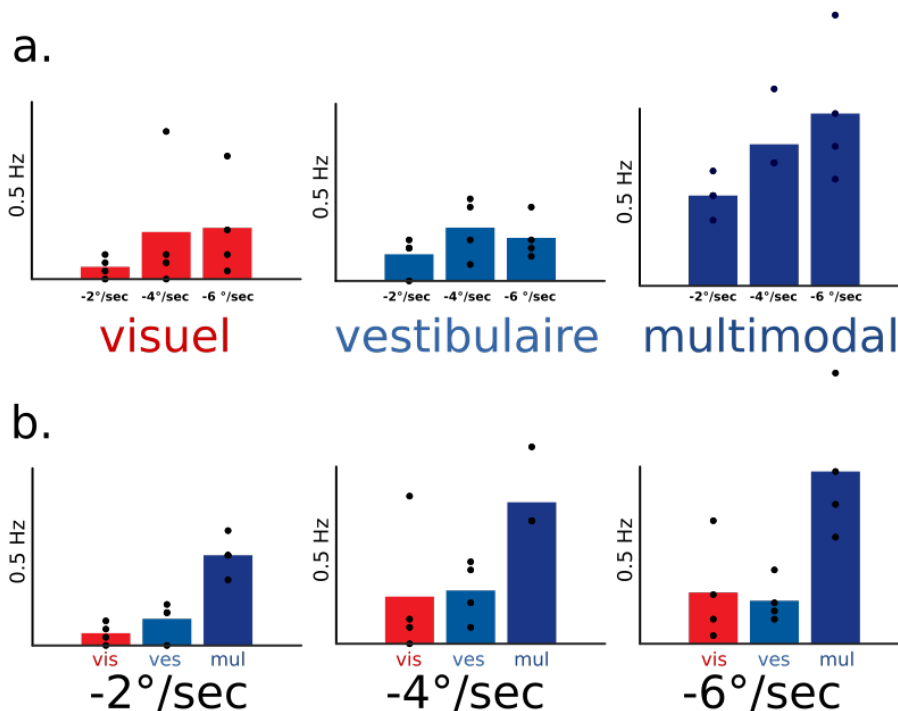 a.
0.5 Hz
-2°/sec -4°/sec -6 °/sec
visuel
0.5 Hz
-2°/sec -4°/sec -6 °/sec
vestibulaire
0.5 Hz
-2°/sec -4°/sec -6 °/sec
multimodal
b.
0.5 Hz
vis ves mul
-2°/sec
0.5 Hz
vis ves mul
-4°/sec
0.5 Hz
vis ves mul
-6°/sec